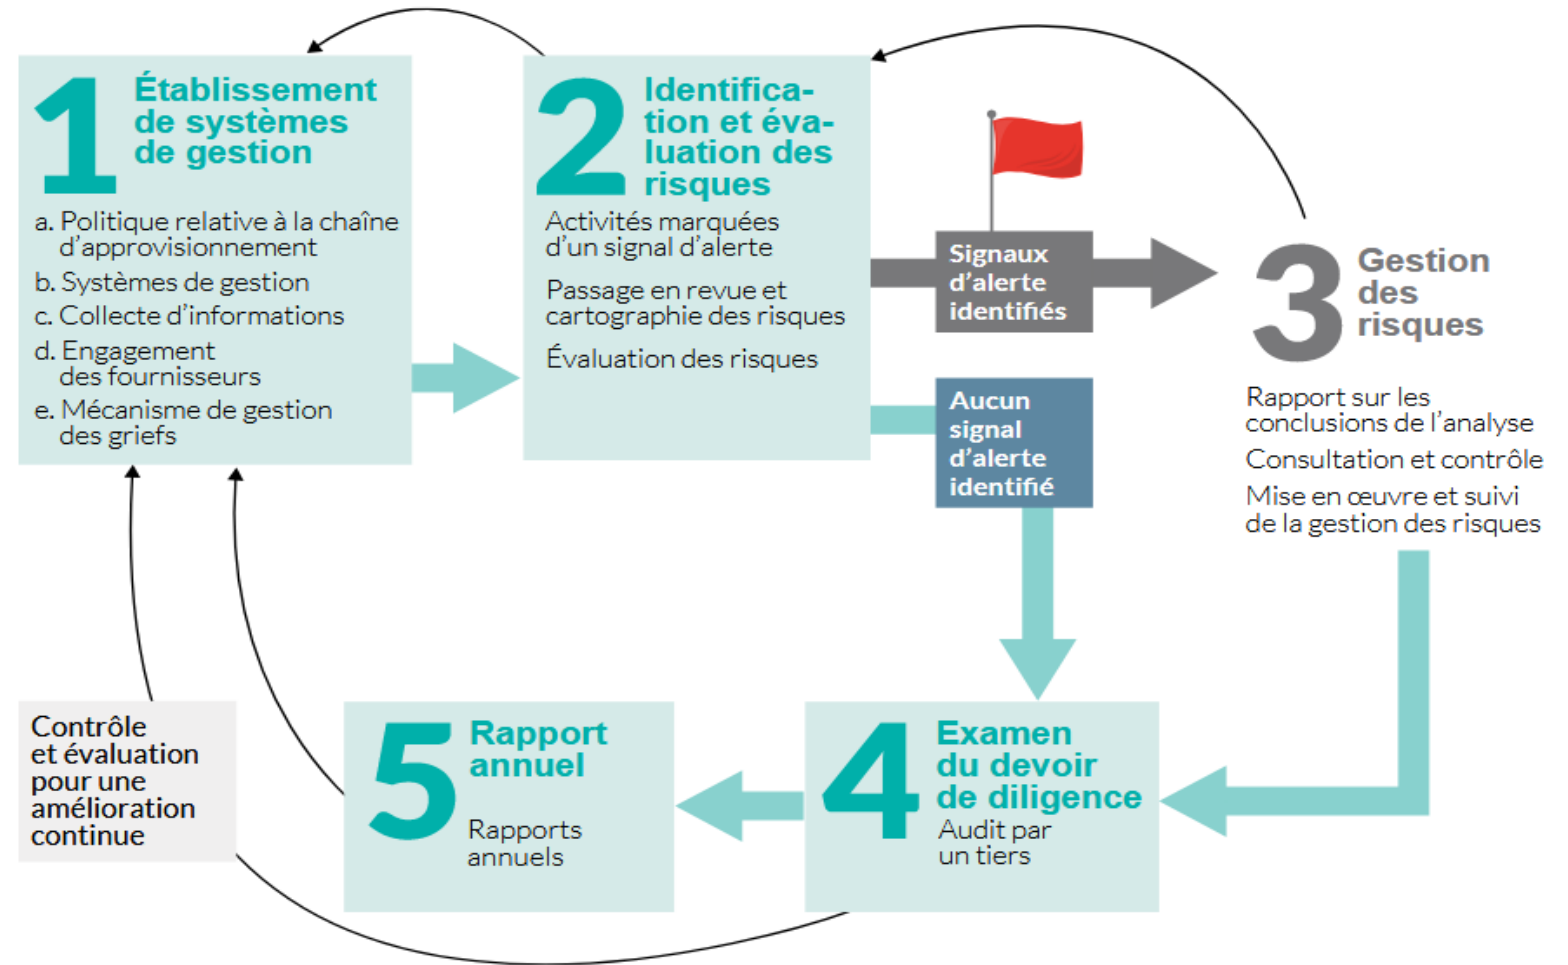 1
Établissement
de systèmes
de gestion
a. Politique relative à la chaîne
d’approvisionnement
b. Systèmes de gestion
c. Collecte d’informations
d. Engagement
des fournisseurs
e. Mécanisme de gestion
des griefs
2
Identifica-
tion et éva-
luation des
risques
Activités marquées
d’un signal d’alerte
Passage en revue et
cartographie des risques
Évaluation des risques
Signaux
d’alerte
identifiés
Aucun
signal
d’alerte
identifié
3
Gestion
des
risques
Rapport sur les
conclusions de l’analyse
Consultation et contrôle
Mise en œuvre et suivi
de la gestion des risques
4
Examen
du devoir
de diligence
Audit par
un tiers
5
Rapport
annuel
Rapports
annuels
Contrôle
et évaluation
pour une
amélioration
continue